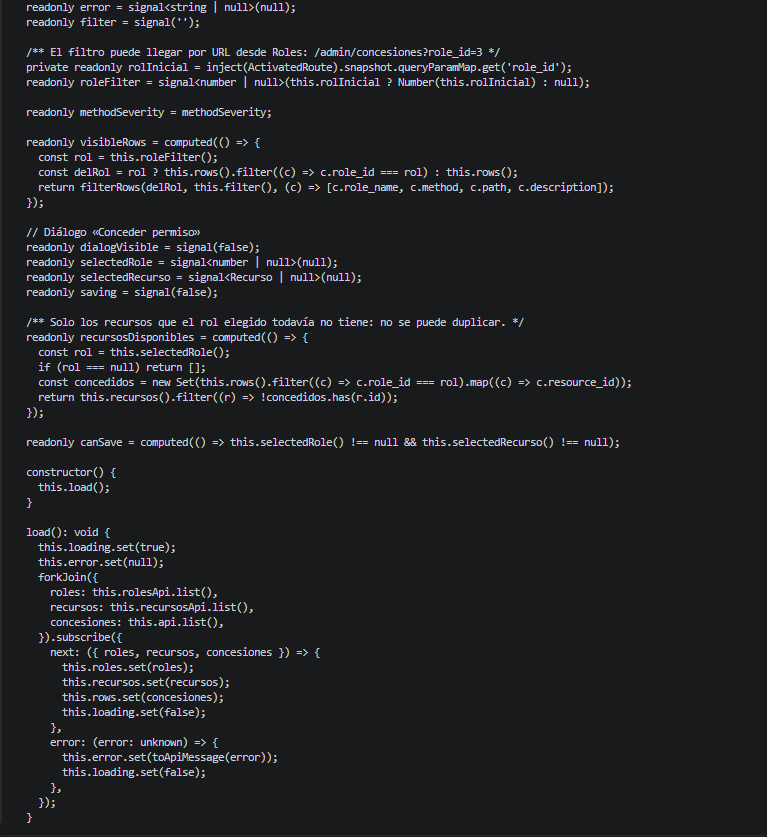 readonly error = signal<string | null>(null);
readonly filter = signal('');

/** El filtro puede llegar por URL desde Roles: /admin/concesiones?role_id=3 */
private readonly rolInicial = inject(ActivatedRoute).snapshot.queryParamMap.get('role_id');
readonly roleFilter = signal<number | null>(this.rolInicial ? Number(this.rolInicial) : null);

readonly methodSeverity = methodSeverity;

readonly visibleRows = computed(() => {
  const rol = this.roleFilter();
  const delRol = rol ? this.rows().filter((c) => c.role_id === rol) : this.rows();
  return filterRows(delRol, this.filter(), (c) => [c.role_name, c.method, c.path, c.description]);
});

// Diálogo «Conceder permiso»
readonly dialogVisible = signal(false);
readonly selectedRole = signal<number | null>(null);
readonly selectedRecurso = signal<Recurso | null>(null);
readonly saving = signal(false);

/** Solo los recursos que el rol elegido todavía no tiene: no se puede duplicar. */
readonly recursosDisponibles = computed(() => {
  const rol = this.selectedRole();
  if (rol === null) return [];
  const concedidos = new Set(this.rows().filter((c) => c.role_id === rol).map((c) => c.resource_id));
  return this.recursos().filter((r) => !concedidos.has(r.id));
});

readonly canSave = computed(() => this.selectedRole() !== null && this.selectedRecurso() !== null);

constructor() {
  this.load();
}

load(): void {
  this.loading.set(true);
  this.error.set(null);
  forkJoin({
    roles: this.rolesApi.list(),
    recursos: this.recursosApi.list(),
    concesiones: this.api.list(),
  }).subscribe({
    next: ({ roles, recursos, concesiones }) => {
      this.roles.set(roles);
      this.recursos.set(recursos);
      this.rows.set(concesiones);
      this.loading.set(false);
    },
    error: (error: unknown) => {
      this.error.set(toApiMessage(error));
      this.loading.set(false);
    },
  });
}